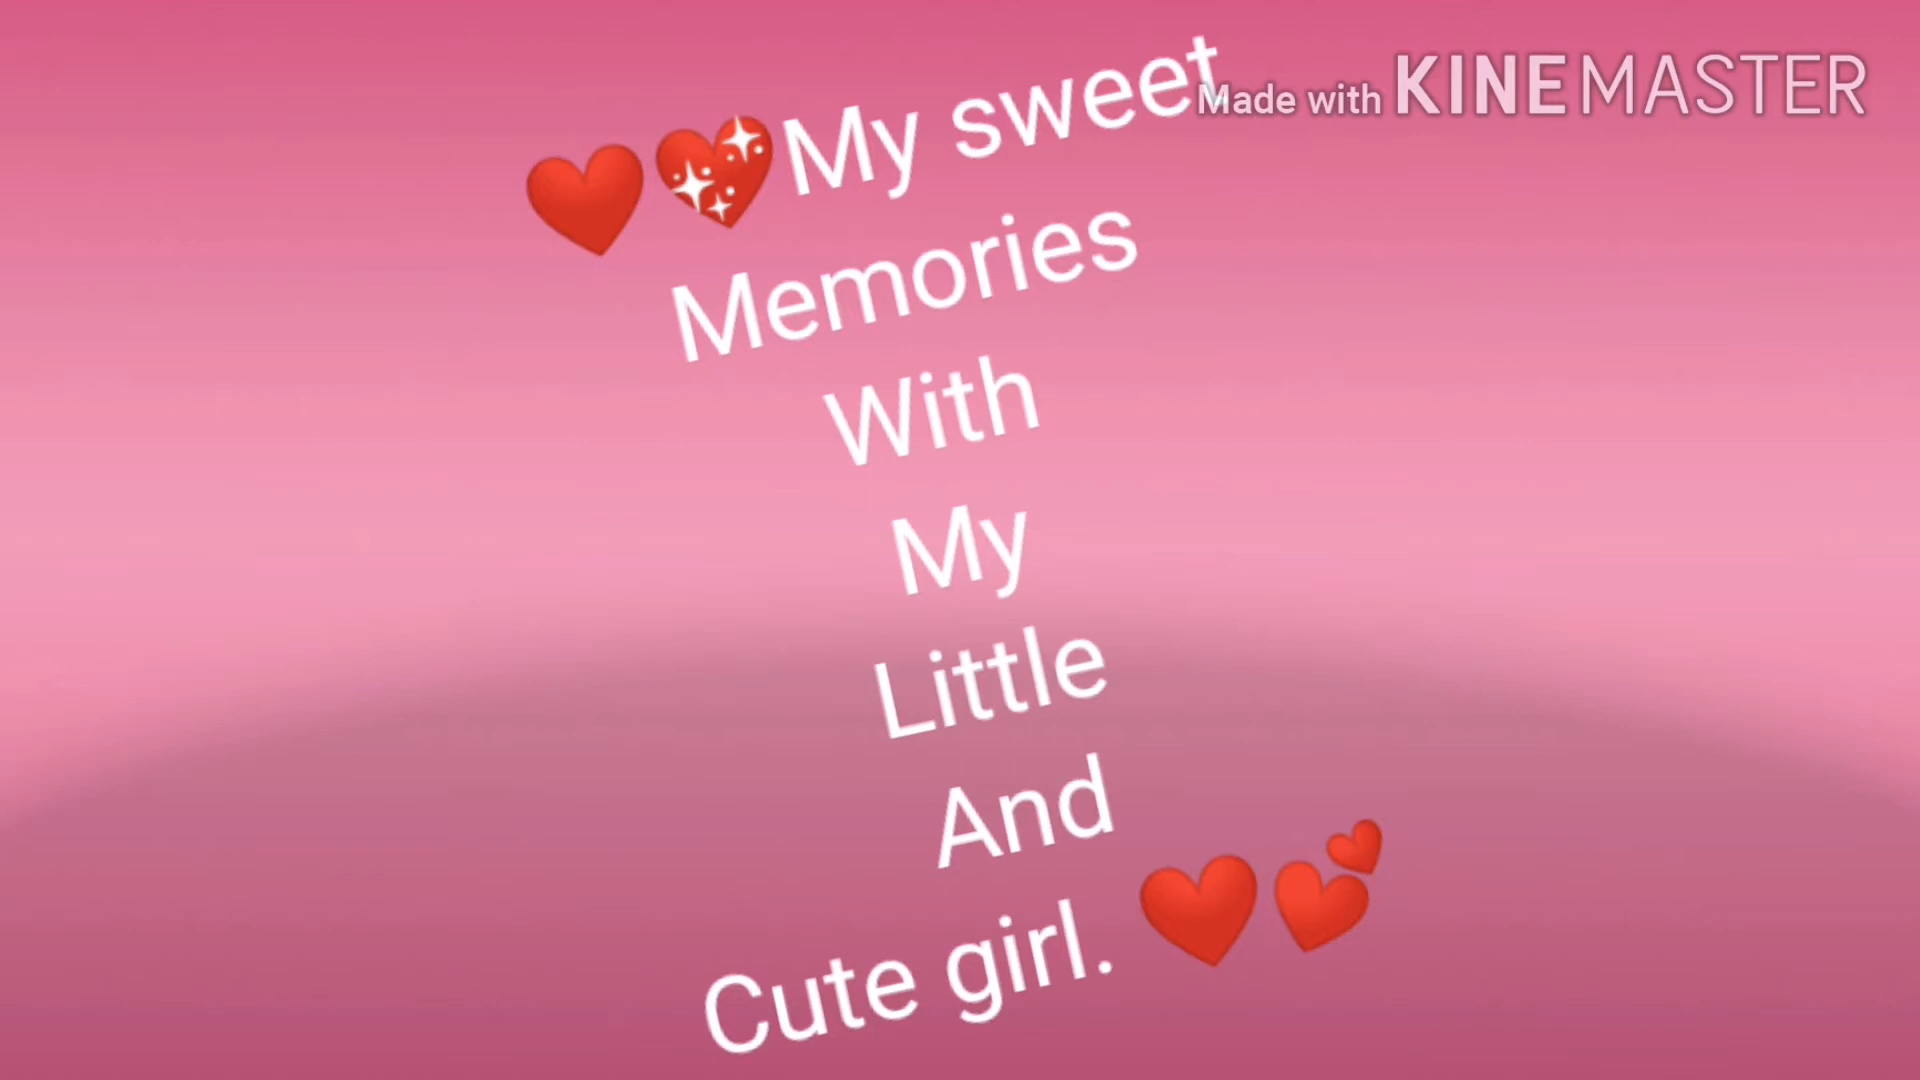 ❤️💖My sweet
Memories
With
My
Little
And
Cute girl. ❤️💕
Made with KINEMASTER